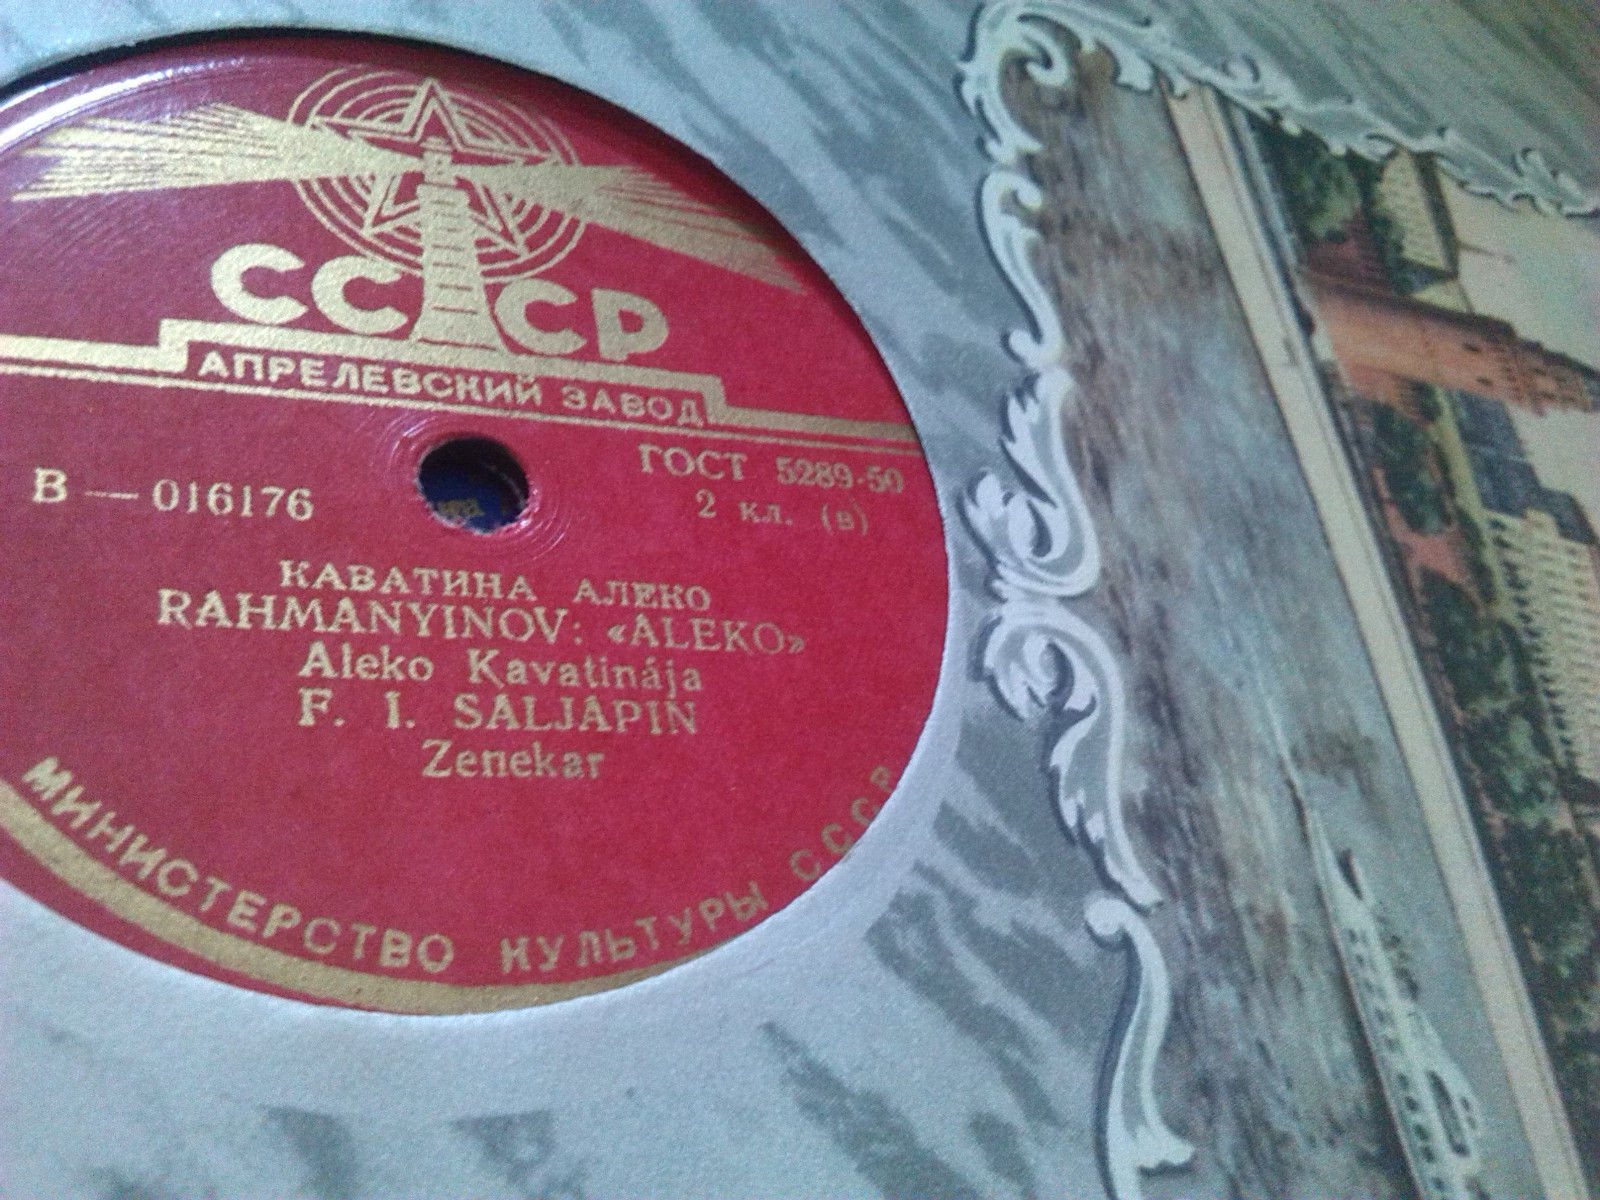 СССР
АПРЕЛЕВСКИЙ ЗАВОД
ГОСТ 5289-50
В — 016176
2 кл. (в)
КАВАТИНА АЛЕКО
RAHMANYINOV: «ALEKO»
Aleko Kavatinája
F. I. SALJAPIN
Zenekar
МИНИСТЕРСТВО КУЛЬТУРЫ СССР